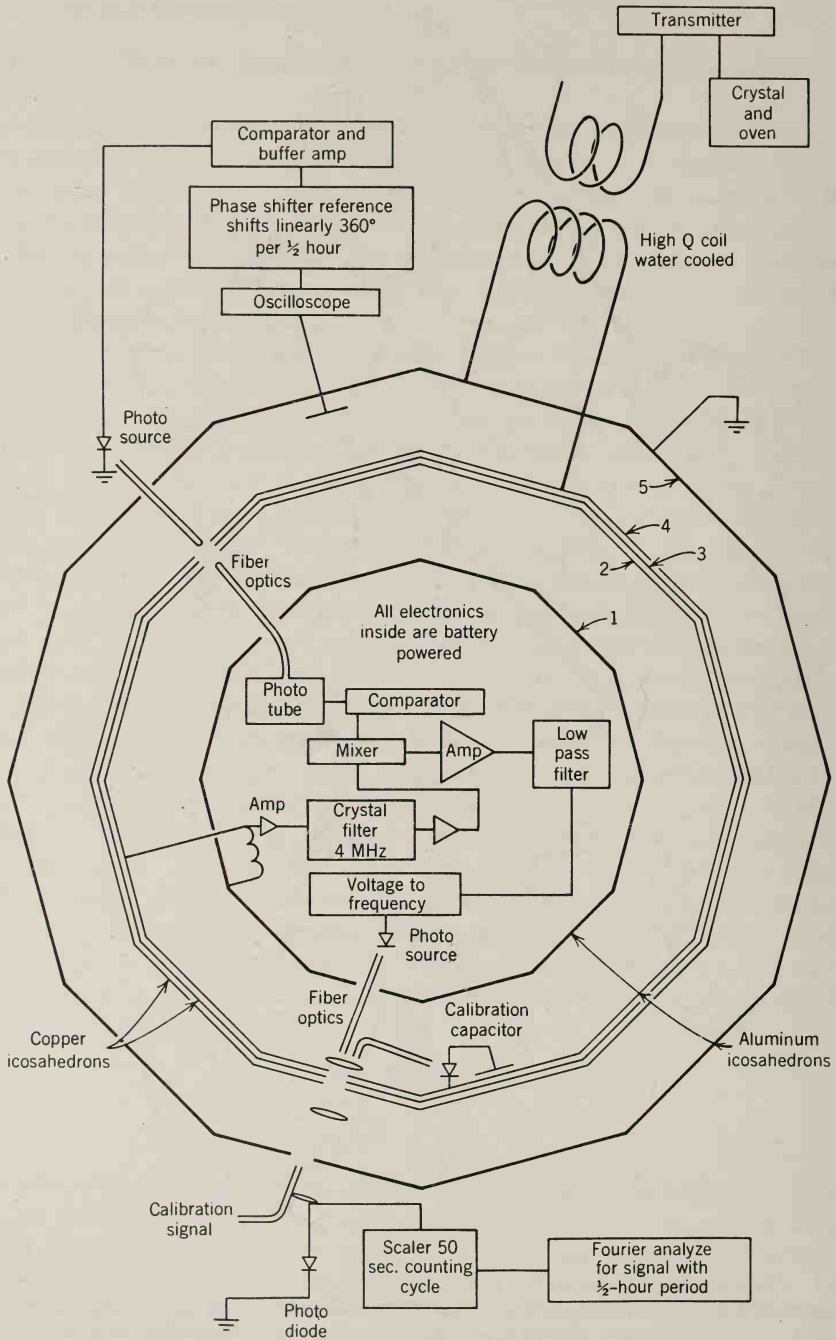 Transmitter
Crystal
and
oven
Comparator and
buffer amp
Phase shifter reference
shifts linearly 360°
per ½ hour
Oscilloscope
High Q coil
water cooled
Photo
source
5
4
3
2
Fiber
optics
1
All electronics
inside are battery
powered
Photo
tube
Comparator
Mixer
Amp
Low
pass
filter
Amp
Crystal
filter
4 MHz
Voltage to
frequency
Photo
source
Fiber
optics
Calibration
capacitor
Copper
icosahedrons
Aluminum
icosahedrons
Calibration
signal
Scaler 50
sec. counting
cycle
Fourier analyze
for signal with
½-hour period
Photo
diode